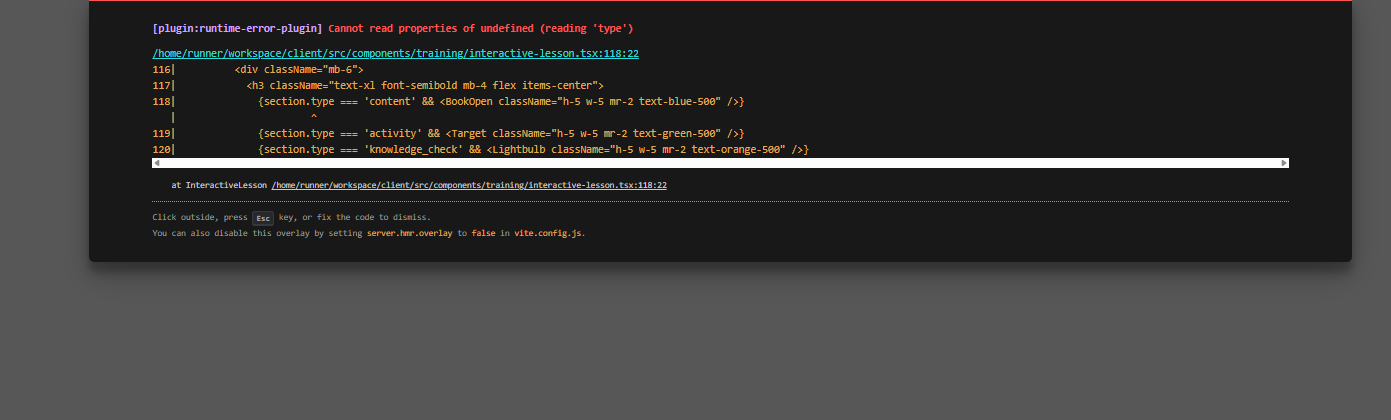 [plugin:runtime-error-plugin] Cannot read properties of undefined (reading 'type')
/home/runner/workspace/client/src/components/training/interactive-lesson.tsx:118:22
116|          <div className="mb-6">
117|            <h3 className="text-xl font-semibold mb-4 flex items-center">
118|              {section.type === 'content' && <BookOpen className="h-5 w-5 mr-2 text-blue-500" />}
   |                       ^
119|              {section.type === 'activity' && <Target className="h-5 w-5 mr-2 text-green-500" />}
120|              {section.type === 'knowledge_check' && <Lightbulb className="h-5 w-5 mr-2 text-orange-500" />}
at InteractiveLesson /home/runner/workspace/client/src/components/training/interactive-lesson.tsx:118:22
Click outside, press Esc key, or fix the code to dismiss.
You can also disable this overlay by setting server.hmr.overlay to false in vite.config.js.